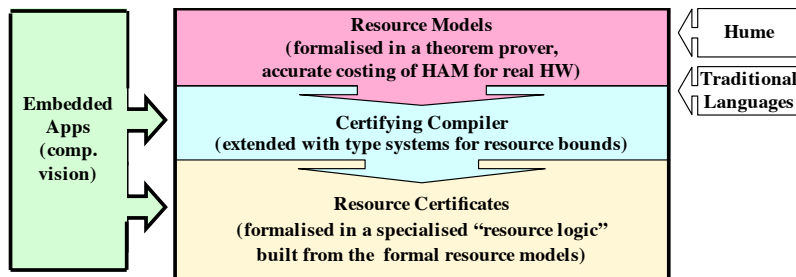 Resource Models
(formalised in a theorem prover,
accurate costing of HAM for real HW)
Hume
Traditional
Languages
Embedded
Apps
(comp.
vision)
Certifying Compiler
(extended with type systems for resource bounds)
Resource Certificates
(formalised in a specialised “resource logic”
built from the formal resource models)